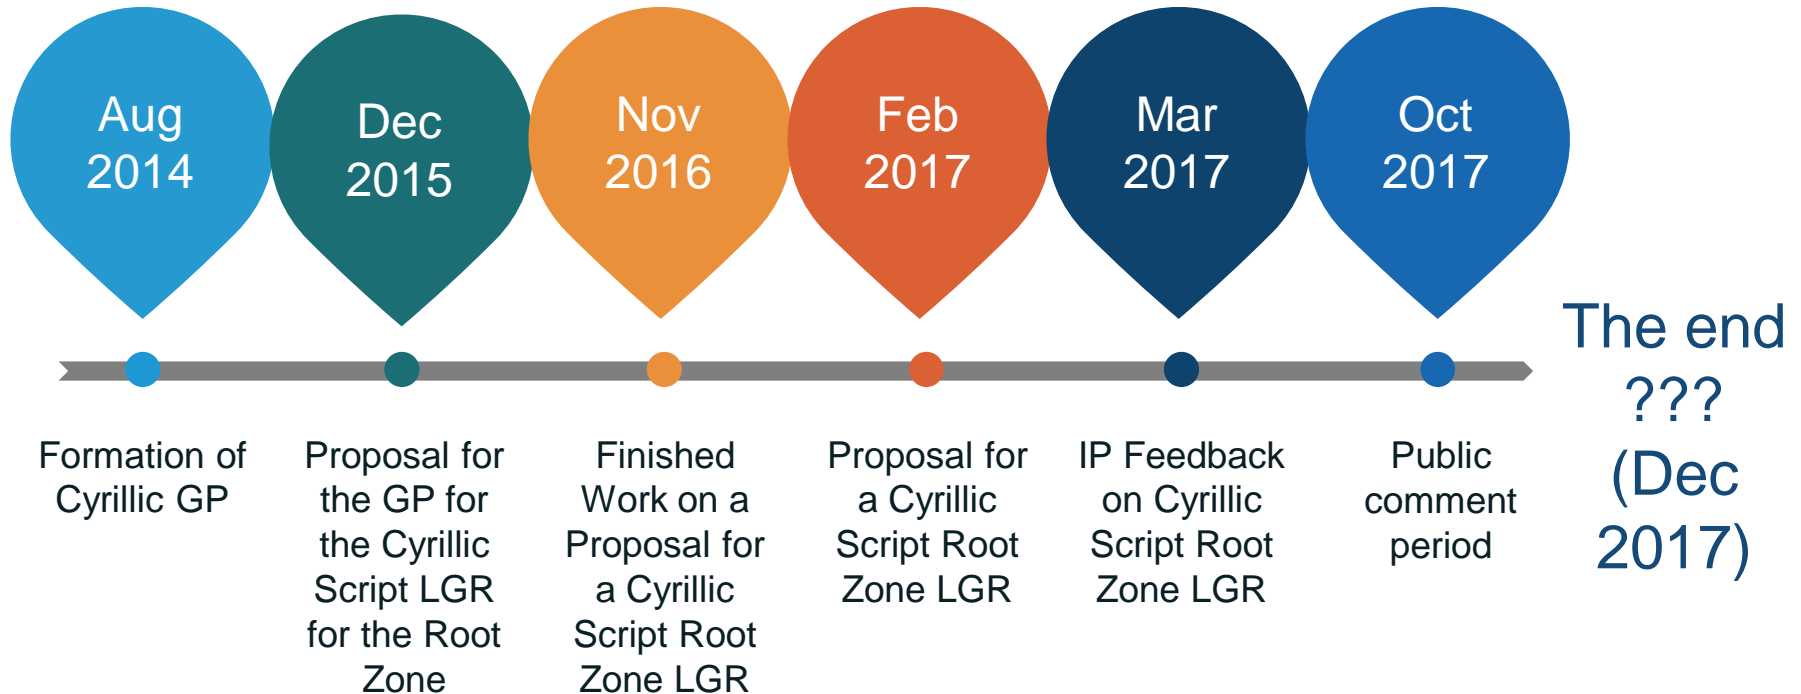 Aug
2014
Dec
2015
Nov
2016
Feb
2017
Mar
2017
Oct
2017
Formation of
Cyrillic GP
Proposal for
the GP for
the Cyrillic
Script LGR
for the Root
Zone
Finished
Work on a
Proposal for
a Cyrillic
Script Root
Zone LGR
Proposal for
a Cyrillic
Script Root
Zone LGR
IP Feedback
on Cyrillic
Script Root
Zone LGR
Public
comment
period
The end
???
(Dec
2017)